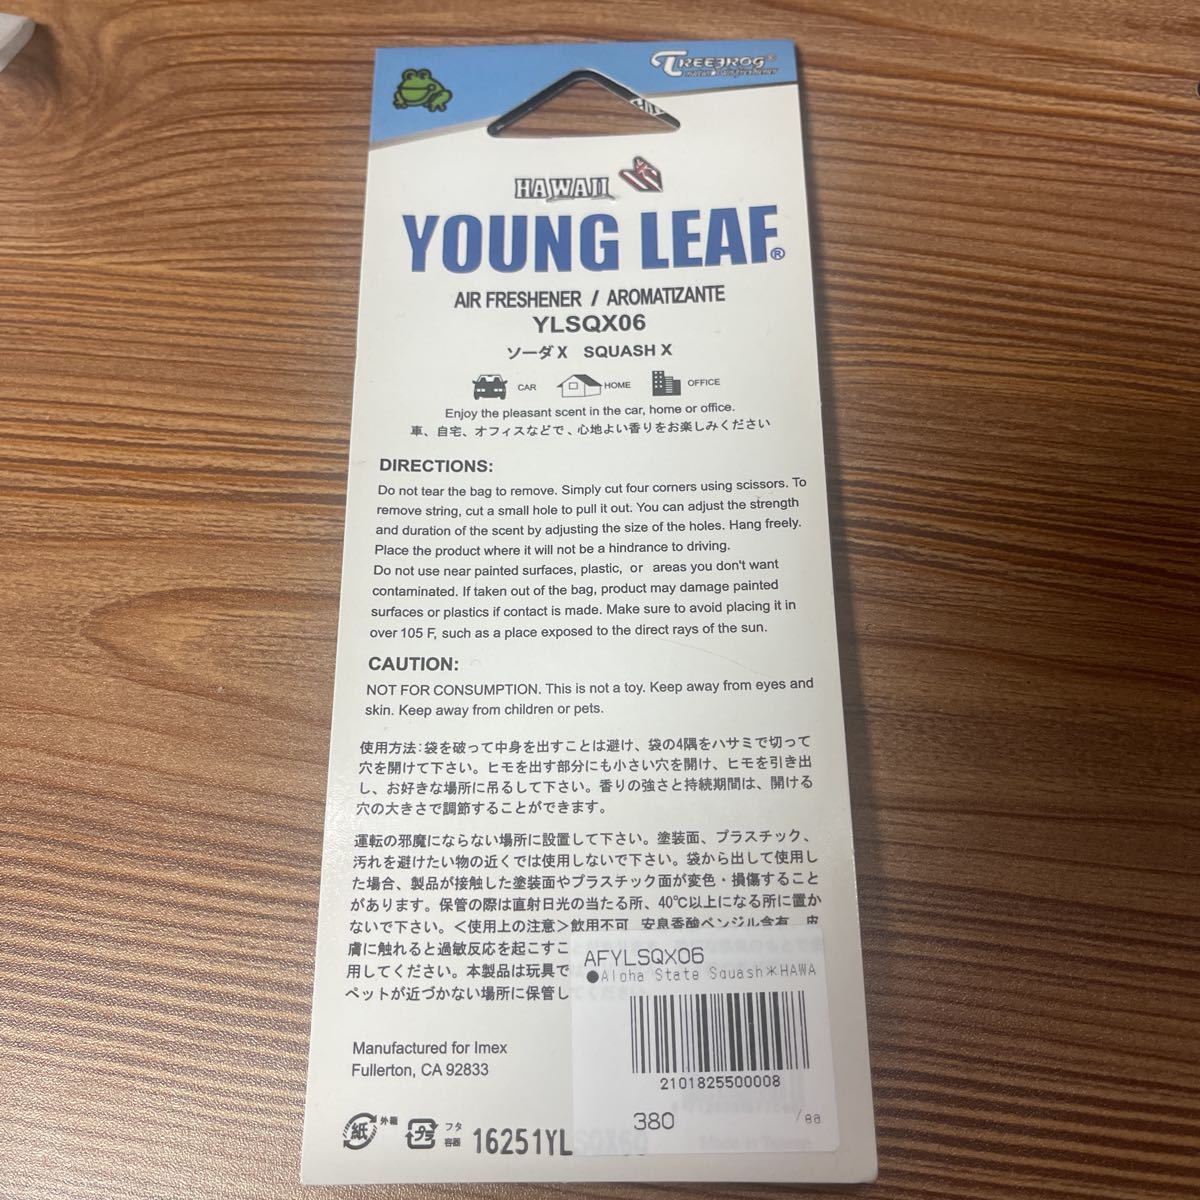 TREEFROG®
HAWAII
YOUNG LEAF®
AIR FRESHENER / AROMATIZANTE
YLSQX06
ソーダX SQUASH X
CAR HOME OFFICE
Enjoy the pleasant scent in the car, home or office.
車、自宅、オフィスなどで、心地よい香りをお楽しみください
DIRECTIONS:
Do not tear the bag to remove. Simply cut four corners using scissors. To
remove string, cut a small hole to pull it out. You can adjust the strength
and duration of the scent by adjusting the size of the holes. Hang freely.
Place the product where it will not be a hindrance to driving.
Do not use near painted surfaces, plastic, or areas you don't want
contaminated. If taken out of the bag, product may damage painted
surfaces or plastics if contact is made. Make sure to avoid placing it in
over 105 F, such as a place exposed to the direct rays of the sun.
CAUTION:
NOT FOR CONSUMPTION. This is not a toy. Keep away from eyes and
skin. Keep away from children or pets.
使用方法:袋を破って中身を出すことは避け、袋の4隅をハサミで切って
穴を開けて下さい。ヒモを出す部分にも小さい穴を開け、ヒモを引き出
し、お好きな場所に吊るして下さい。香りの強さと持続期間は、開ける
穴の大きさで調節することができます。
運転の邪魔にならない場所に設置して下さい。塗装面、プラスチック、
汚れを避けたい物の近くでは使用しないで下さい。袋から出して使用し
た場合、製品が接触した塗装面やプラスチック面が変色・損傷すること
があります。保管の際は直射日光の当たる所、40℃以上になる所に置か
ないで下さい。<使用上の注意>飲用不可 安息香酸ベンジル含有 皮
膚に触れると過敏反応を起こすこ
用してください。本製品は玩具で
ペットが近づかない場所に保管し
AFYLSQX06
●Aloha State Squash＊HAWA
2101825500008
380 /ea
Manufactured for Imex
Fullerton, CA 92833
紙 外箱 プラ フタ 容器 16251YL